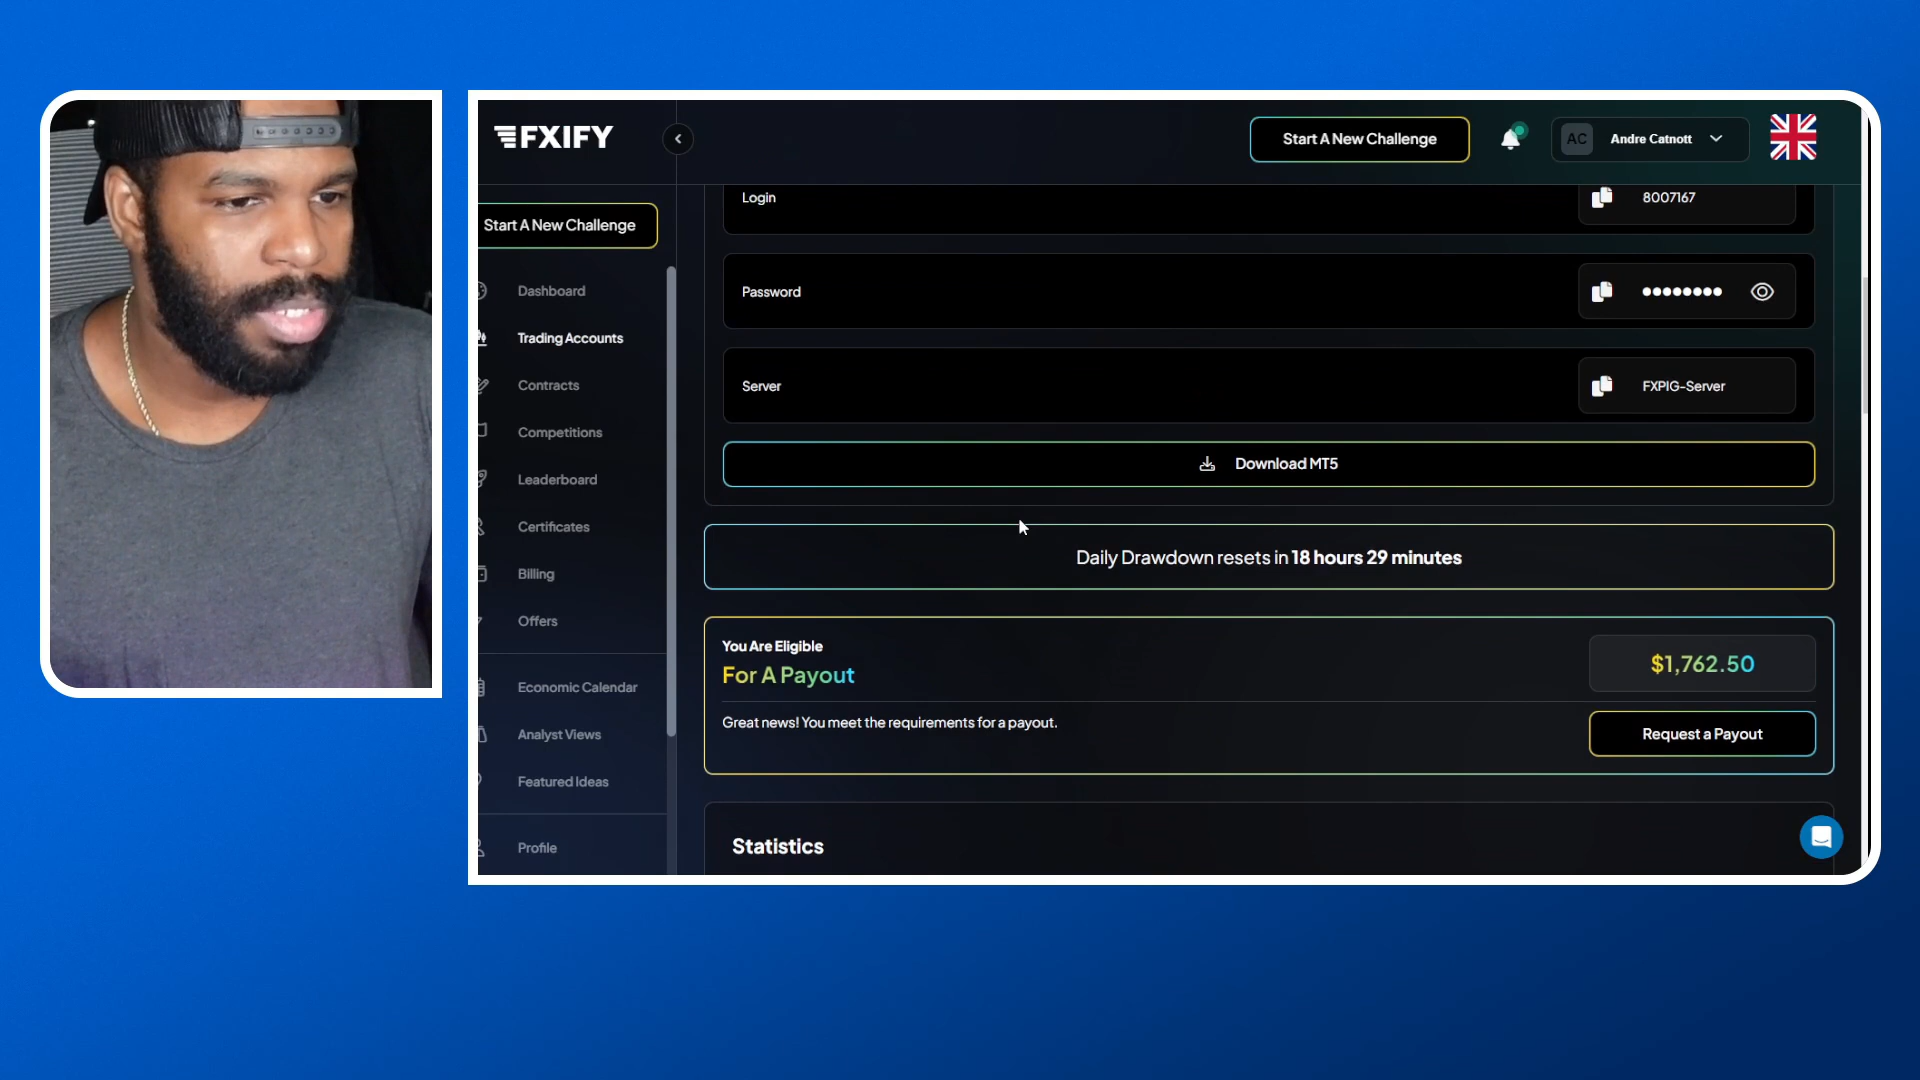 FXIFY
Start A New Challenge
AC
Andre Catnott
Start A New Challenge
Dashboard
Trading Accounts
Contracts
Competitions
Leaderboard
Certificates
Billing
Offers
Economic Calendar
Analyst Views
Featured Ideas
Profile
Login
8007167
Password
Server
FXPIG-Server
Download MT5
Daily Drawdown resets in 18 hours 29 minutes
You Are Eligible
For A Payout
$1,762.50
Great news! You meet the requirements for a payout.
Request a Payout
Statistics